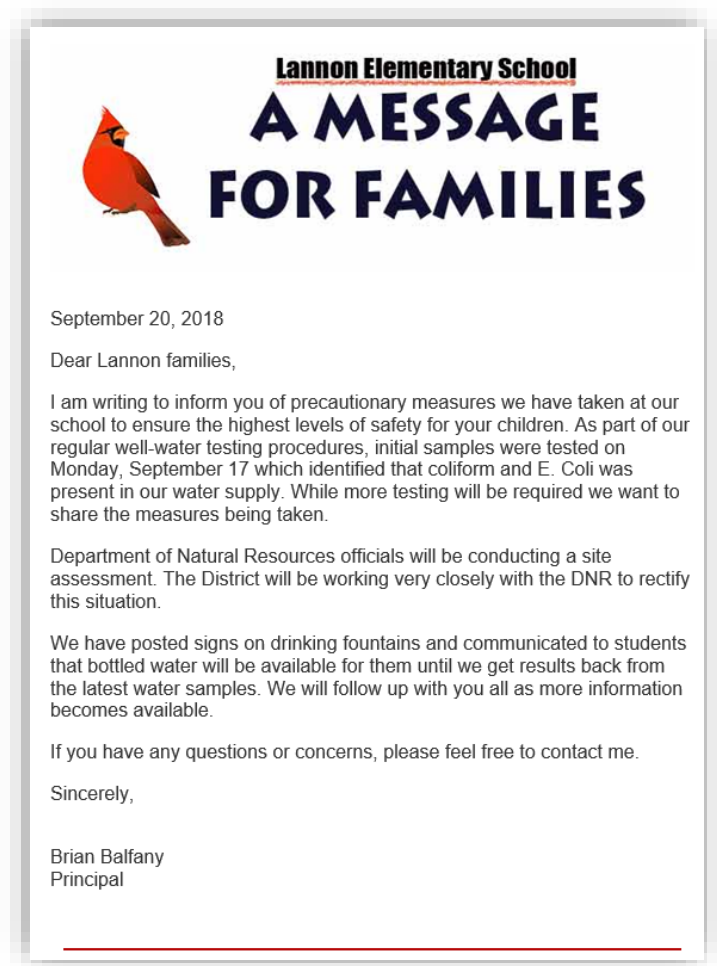 Lannon Elementary School
A MESSAGE
FOR FAMILIES
September 20, 2018
Dear Lannon families,
I am writing to inform you of precautionary measures we have taken at our
school to ensure the highest levels of safety for your children. As part of our
regular well-water testing procedures, initial samples were tested on
Monday, September 17 which identified that coliform and E. Coli was
present in our water supply. While more testing will be required we want to
share the measures being taken.
Department of Natural Resources officials will be conducting a site
assessment. The District will be working very closely with the DNR to rectify
this situation.
We have posted signs on drinking fountains and communicated to students
that bottled water will be available for them until we get results back from
the latest water samples. We will follow up with you all as more information
becomes available.
If you have any questions or concerns, please feel free to contact me.
Sincerely,
Brian Balfany
Principal